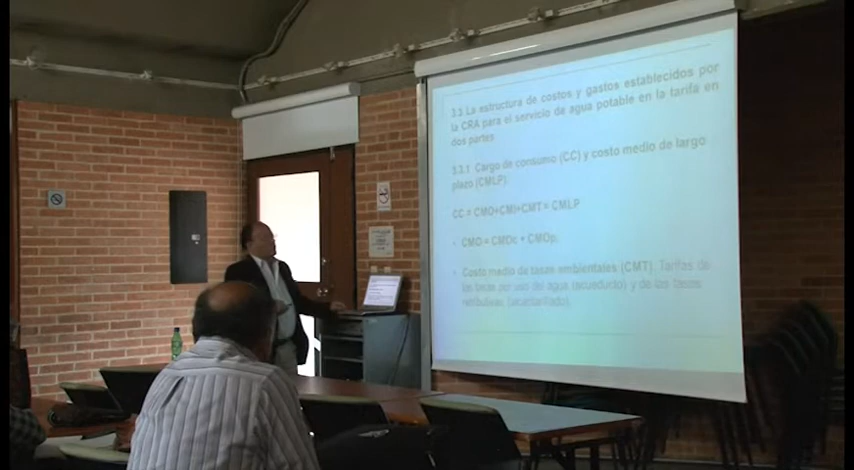 3.3 La estructura de costos y gastos establecidos por
la CRA para el servicio de agua potable en la tarifa en
dos partes
3.3.1 Cargo de consumo (CC) y costo medio de largo
plazo (CMLP)
CC = CMO+CMI+CMT= CMLP
• CMO = CMOc + CMOp.
• Costo medio de tasas ambientales (CMT). Tarifas de
las tasas por uso del agua (acueducto) y de las tasas
retributivas (alcantarillado)